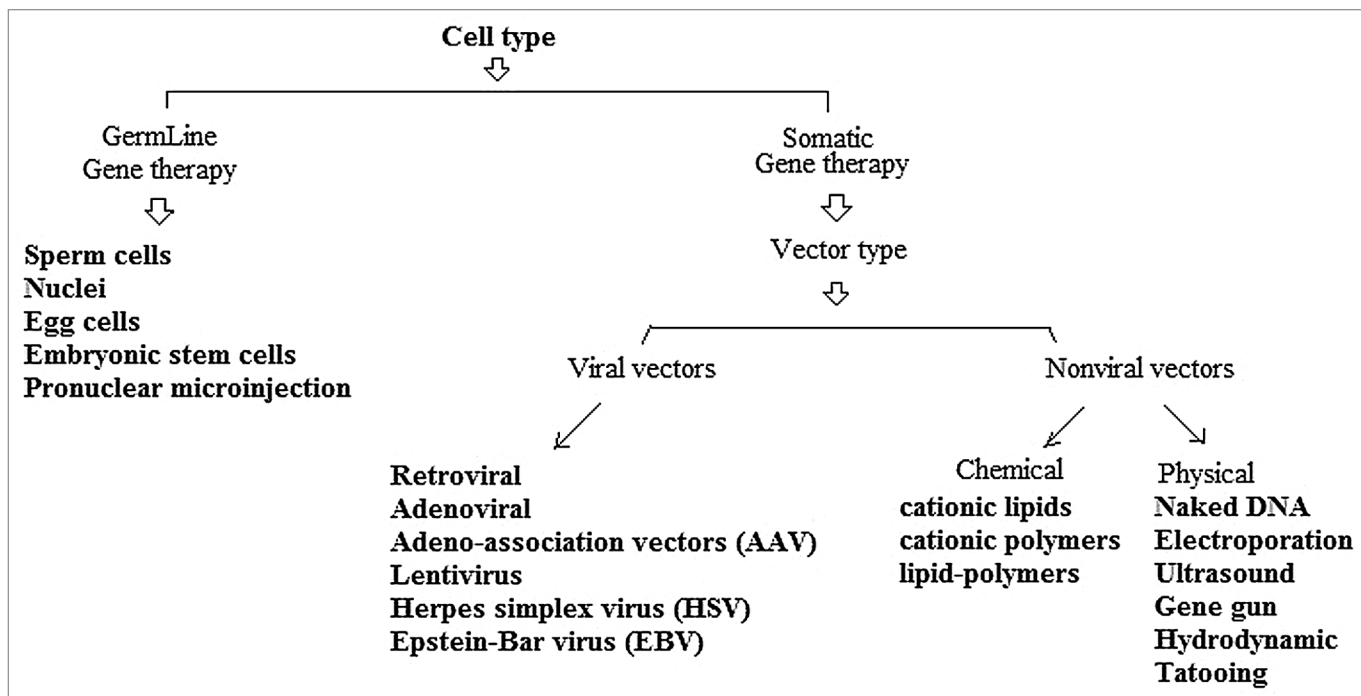 Cell type
GermLine
Gene therapy
Somatic
Gene therapy
Sperm cells
Nuclei
Egg cells
Embryonic stem cells
Pronuclear microinjection
Vector type
Viral vectors
Nonviral vectors
Retroviral
Adenoviral
Adeno-association vectors (AAV)
Lentivirus
Herpes simplex virus (HSV)
Epstein-Bar virus (EBV)
Chemical
cationic lipids
cationic polymers
lipid-polymers
Physical
Naked DNA
Electroporation
Ultrasound
Gene gun
Hydrodynamic
Tatooing